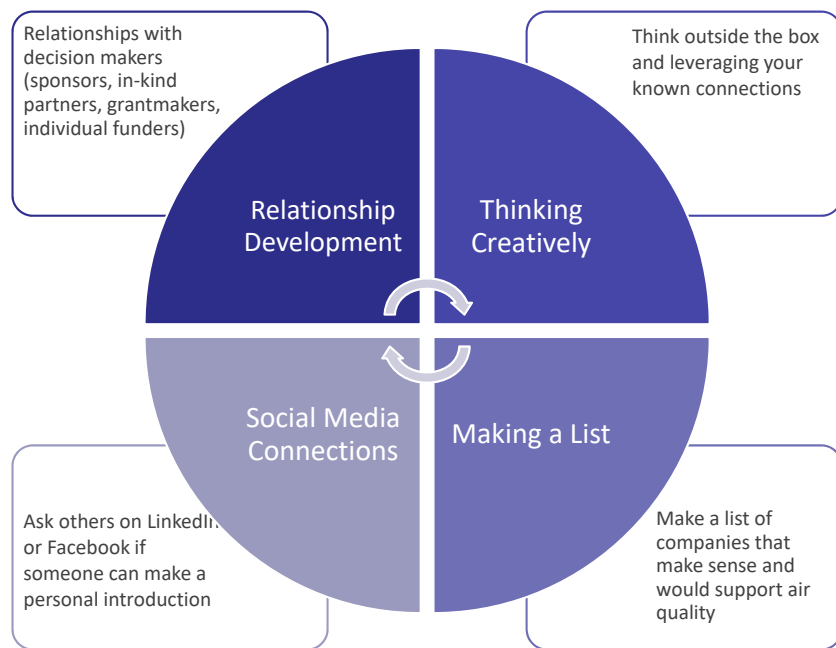 Relationships with
decision makers
(sponsors, in-kind
partners, grantmakers,
individual funders)
Think outside the box
and leveraging your
known connections
Relationship
Development
Thinking
Creatively
Social Media
Connections
Making a List
Ask others on LinkedIn
or Facebook if
someone can make a
personal introduction
Make a list of
companies that
make sense and
would support air
quality